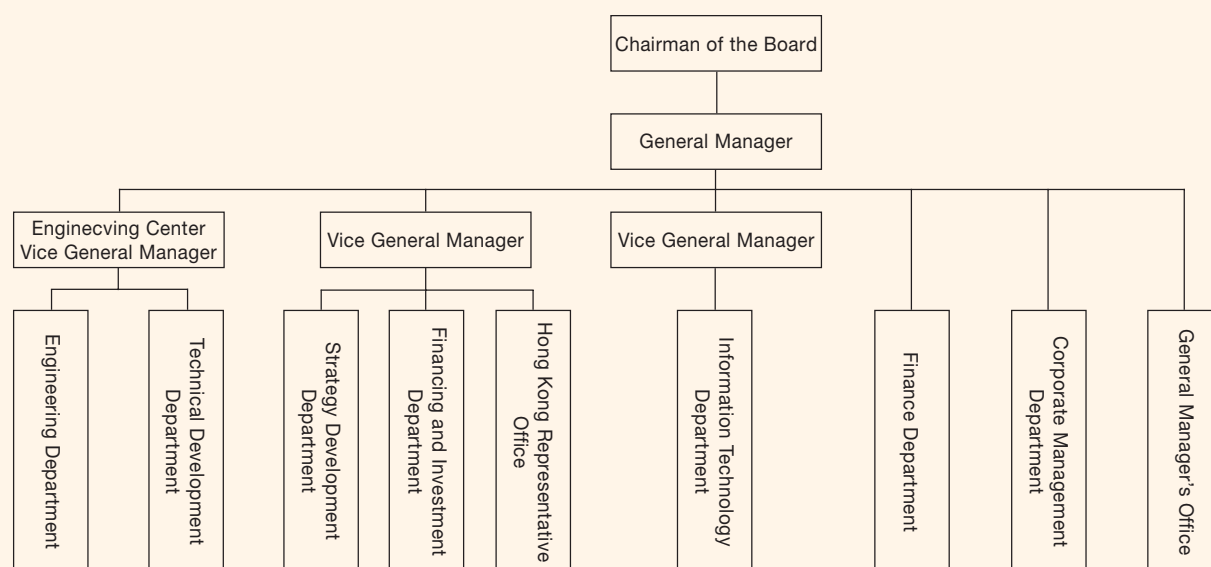 Chairman of the Board
General Manager
Enginecving Center
Vice General Manager
Vice General Manager
Vice General Manager
Engineering Department
Technical Development
Department
Strategy Development
Department
Financing and Investment
Department
Hong Kong Representative
Office
Information Technology
Department
Finance Department
Corporate Management
Department
General Manager's Office